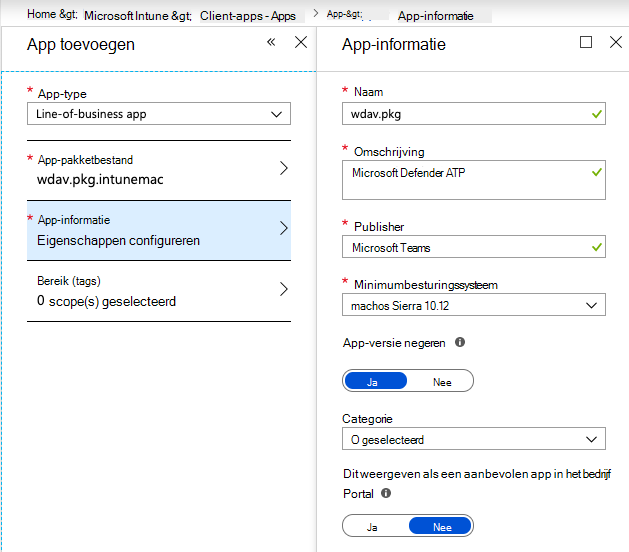 Home &gt; Microsoft Intune &gt; Client-apps - Apps > App-&gt; App-informatie
App toevoegen «
* App-type
Line-of-business app
* App-pakketbestand
wdav.pkg.intunemac
* App-informatie
Eigenschappen configureren
Bereik (tags)
0 scope(s) geselecteerd
App-informatie
* Naam
wdav.pkg
* Omschrijving
Microsoft Defender ATP
* Publisher
Microsoft Teams
* Minimumbesturingssysteem
machos Sierra 10.12
App-versie negeren
Ja Nee
Categorie
O geselecteerd
Dit weergeven als een aanbevolen app in het bedrijf
Portal
Ja Nee